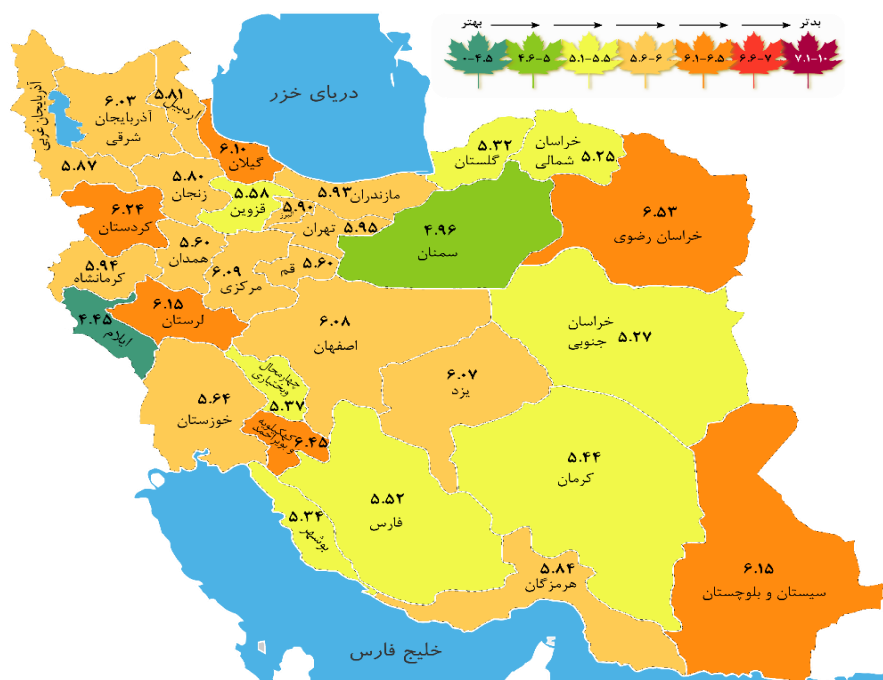 بهتر
بدتر
۰-۴.۵
۴.۶-۵
۵.۱-۵.۵
۵.۶-۶
۶.۱-۶.۵
۶.۶-۷
۷.۱-۱۰
دریای خزر
آذربایجان غربی
۵.۸۷
۶.۰۳
آذربایجان
شرقی
۵.۸۱
اردبیل
۶.۱۰
گیلان
۵.۳۲
گلستان
خراسان
شمالی
۵.۲۵
۵.۸۰
زنجان
۵.۵۸
قزوین
۵.۹۳
مازندران
۵.۹۰
البرز
۵.۹۵
تهران
۴.۹۶
سمنان
۶.۵۳
خراسان رضوی
۶.۲۴
کردستان
۵.۶۰
همدان
۵.۹۴
کرمانشاه
۶.۰۹
مرکزی
۵.۶۰
قم
۴.۴۵
ایلام
۶.۱۵
لرستان
۶.۰۸
اصفهان
خراسان
جنوبی
۵.۲۷
چهارمحال
وبختیاری
۵.۳۷
۶.۰۷
یزد
۵.۶۴
خوزستان
کهکیلویه
و بویراحمد
۶.۴۵
۵.۴۴
کرمان
۵.۵۲
فارس
۵.۳۴
بوشهر
۵.۸۴
هرمزگان
۶.۱۵
سیستان و بلوچستان
خلیج فارس